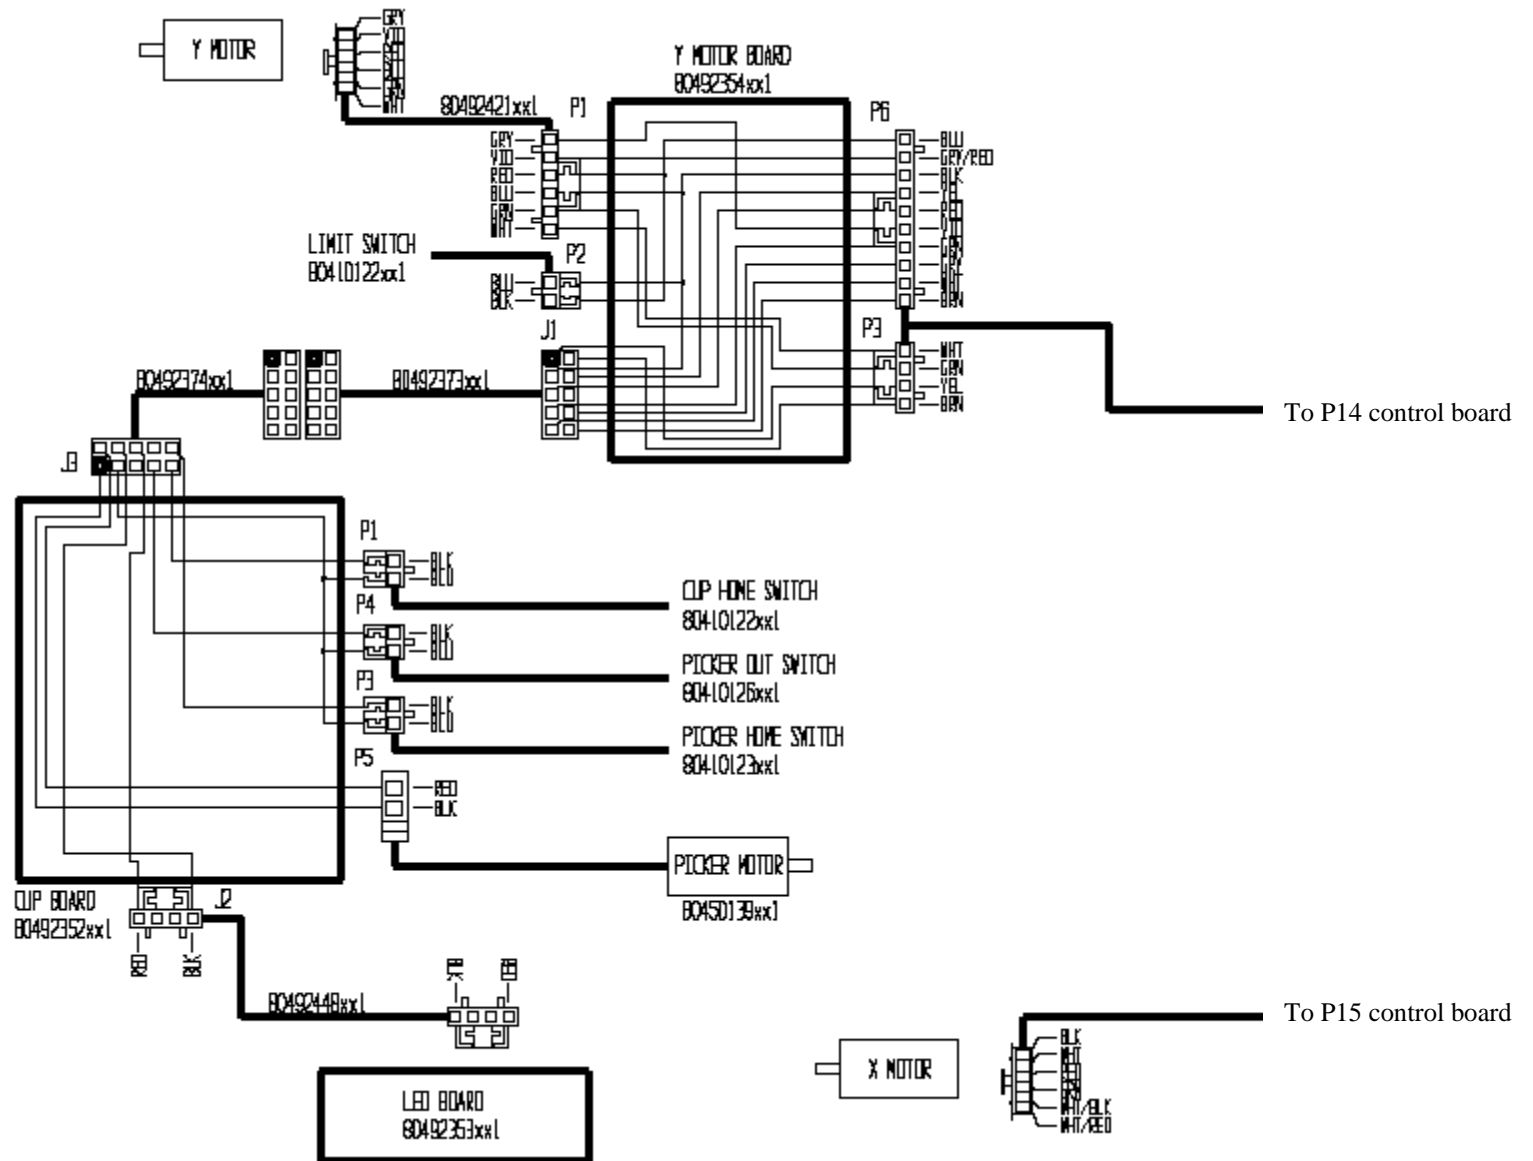 Y MOTOR
GRY
VIO
WHT
80492421xx1
P1
Y MOTOR BOARD
80492354xx1
P6
GRY
VIO
RED
BLU
GRN
WHT
BLU
GRY/RED
BLK
YEL
RED
VIO
GRN
WHT
BRN
LIMIT SWITCH
80410122xx1
P2
BLU
BLK
J1
P3
WHT
GRN
YEL
BRN
80492374xx1
80492373xx1
To P14 control board
J3
P1
BLK
BLU
CUP HOME SWITCH
80410122xx1
P4
BLK
BLU
PICKER OUT SWITCH
80410126xx1
P3
BLK
BLU
PICKER HOME SWITCH
80410123xx1
P5
RED
BLK
PICKER MOTOR
80450139xx1
CUP BOARD
80492352xx1
J2
RED
BLK
80492448xx1
BLK
RED
LED BOARD
80492353xx1
To P15 control board
X MOTOR
BLK
WHT
RED
WHT/BLK
WHT/RED